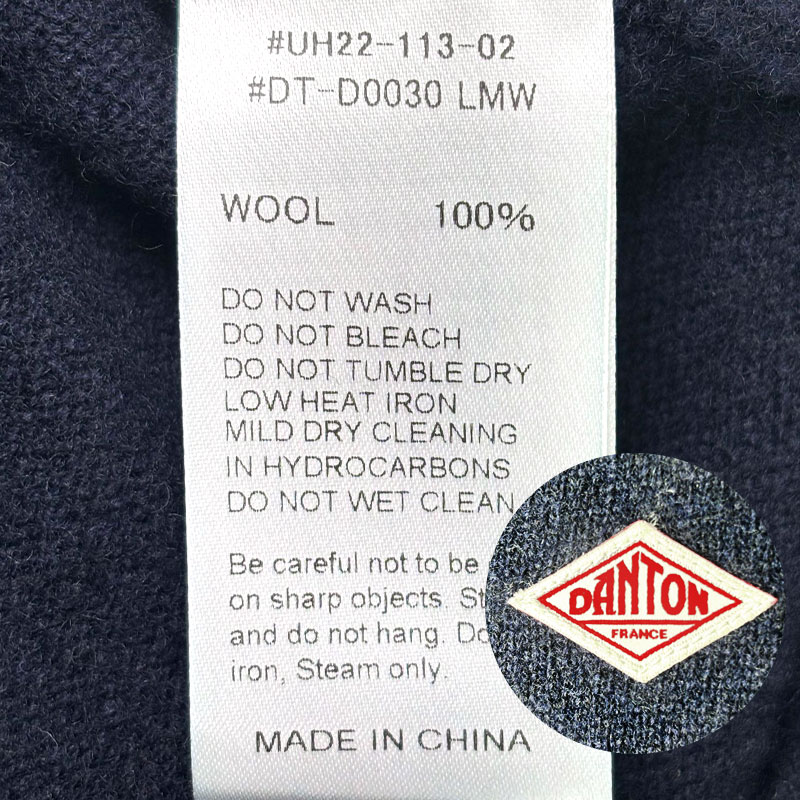 #UH22-113-02
#DT-D0030 LMW
WOOL 100%
DO NOT WASH
DO NOT BLEACH
DO NOT TUMBLE DRY
LOW HEAT IRON
MILD DRY CLEANING
IN HYDROCARBONS
DO NOT WET CLEAN
Be careful not to be
on sharp objects.
and do not hang.
iron, Steam only.
MADE IN CHINA
DANTON
FRANCE